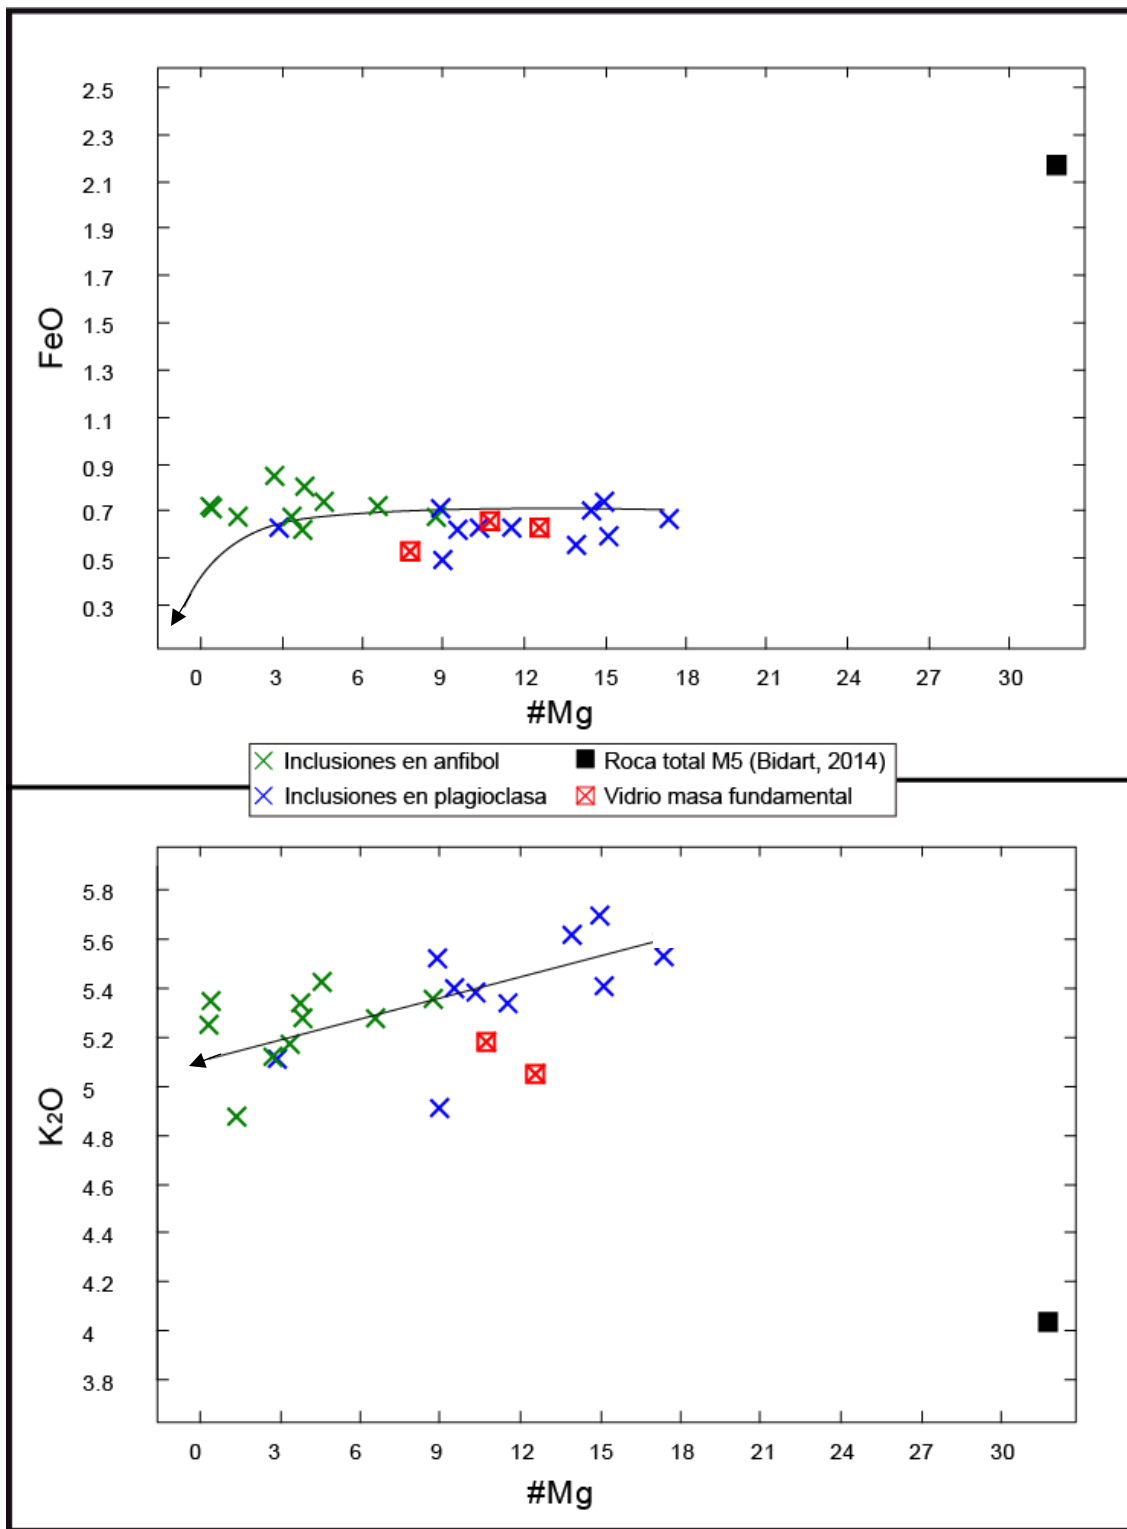 2.5
2.3
2.1
1.9
1.7
1.5
1.3
1.1
0.9
0.7
0.5
0.3
FeO
0 3 6 9 12 15 18 21 24 27 30
#Mg
Inclusiones en anfibol Roca total M5 (Bidart, 2014)
Inclusiones en plagioclasa Vidrio masa fundamental
5.8
5.6
5.4
5.2
5
4.8
4.6
4.4
4.2
4
3.8
K₂O
0 3 6 9 12 15 18 21 24 27 30
#Mg